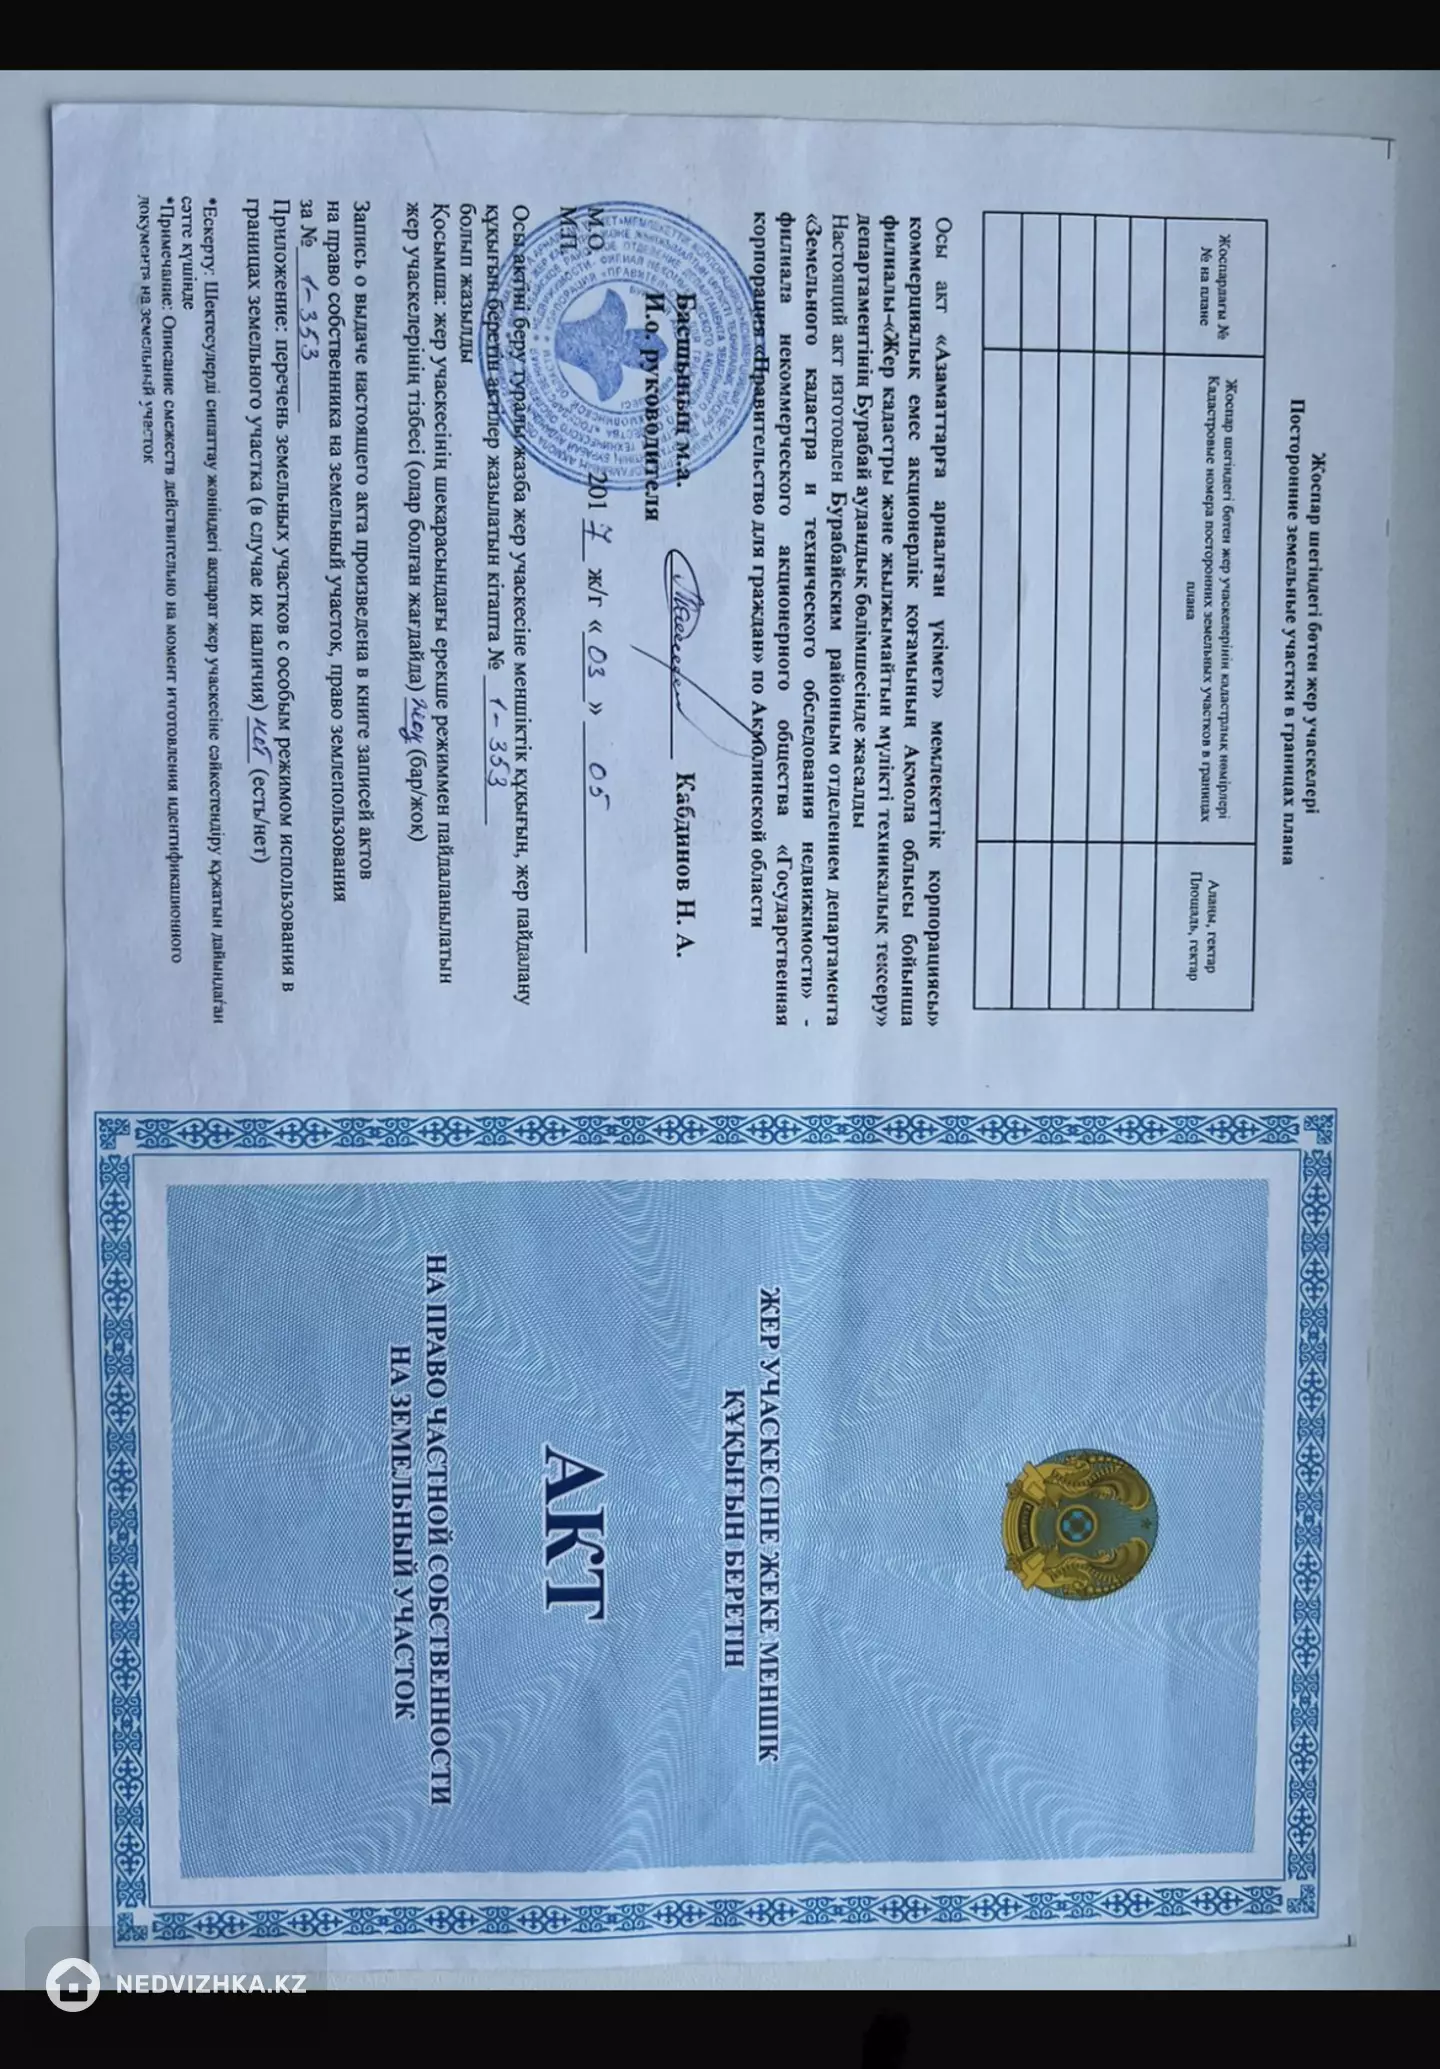 Жоспар шегіндегі бөтен жер учаскелері
Посторонние земельные участки в границах плана
Жоспардағы №
№ на плане
Жоспар шегіндегі бөтен жер учаскелерінің кадастрлық нөмірлері
Кадастровые номера посторонних земельных участков в границах
плана
Алаңы, гектар
Площадь, гектар
Осы акт «Азаматтарға арналған үкімет» мемлекеттік корпорациясы»
коммерциялық емес акционерлік қоғамының Ақмола облысы бойынша
филиалы-«Жер кадастры және жылжымайтын мүлікті техникалық тексеру»
департаментінің Бурабай аудандық бөлімшесінде жасалды
Настоящий акт изготовлен Бурабайским районным отделением департамента
«Земельного кадастра и технического обследования недвижимости» -
филиала некоммерческого акционерного общества «Государственная
корпорация «Правительство для граждан» по Акмолинской области
Басшының м.а.
И.о. руководителя Кабдинов Н. А.
М.О.
М.П. 2017 ж/г « 03 » 05
Осы актіні беру туралы жазба жер учаскесіне меншіктік құқығын, жер пайдалану
құқығын беретін актілер жазылатын кітапта № 1-353
болып жазылды
Қосымша: жер учаскесінің шекарасындағы ерекше режиммен пайдаланылатын
жер учаскелерінің тізбесі (олар болған жағдайда) жоқ (бар/жоқ)
Запись о выдаче настоящего акта произведена в книге записей актов
на право собственника на земельный участок, право землепользования
за № 1-353
Приложение: перечень земельных участков с особым режимом использования в
границах земельного участка (в случае их наличия) нет (есть/нет)
*Ескерту: Шектесулерді сипаттау жөніндегі ақпарат жер учаскесіне сәйкестендіру құжатын дайындаған
сәтте күшінде
*Примечание: Описание смежеств действительно на момент изготовления идентификационного
документа на земельный участок
ЖЕР УЧАСКЕСІНЕ ЖЕКЕ МЕНШІК
ҚҰҚЫҒЫН БЕРЕТІН
АКТ
НА ПРАВО ЧАСТНОЙ СОБСТВЕННОСТИ
НА ЗЕМЕЛЬНЫЙ УЧАСТОК
NEDVIZHKA.KZ